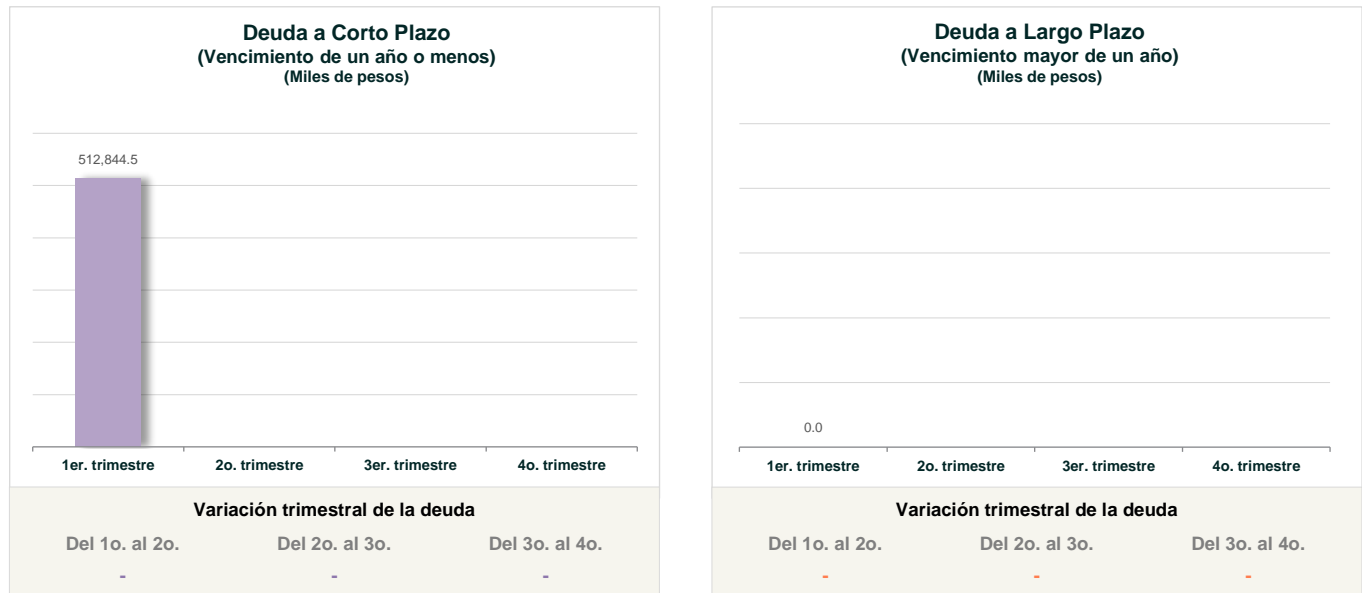 Deuda a Corto Plazo
(Vencimiento de un año o menos)
(Miles de pesos)
512,844.5
1er. trimestre 2o. trimestre 3er. trimestre 4o. trimestre
Variación trimestral de la deuda
Del 1o. al 2o. Del 2o. al 3o. Del 3o. al 4o.
- - -
Deuda a Largo Plazo
(Vencimiento mayor de un año)
(Miles de pesos)
0.0
1er. trimestre 2o. trimestre 3er. trimestre 4o. trimestre
Variación trimestral de la deuda
Del 1o. al 2o. Del 2o. al 3o. Del 3o. al 4o.
- - -